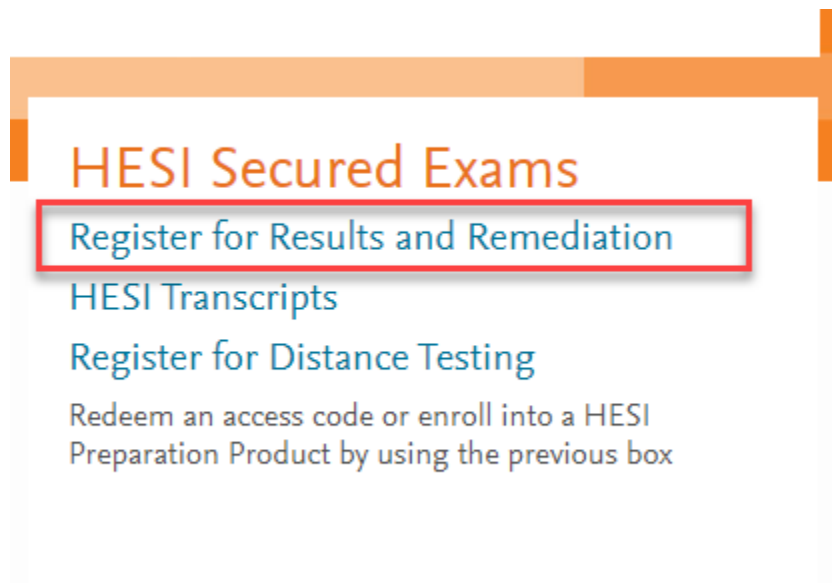 HESI Secured Exams
Register for Results and Remediation
HESI Transcripts
Register for Distance Testing
Redeem an access code or enroll into a HESI
Preparation Product by using the previous box